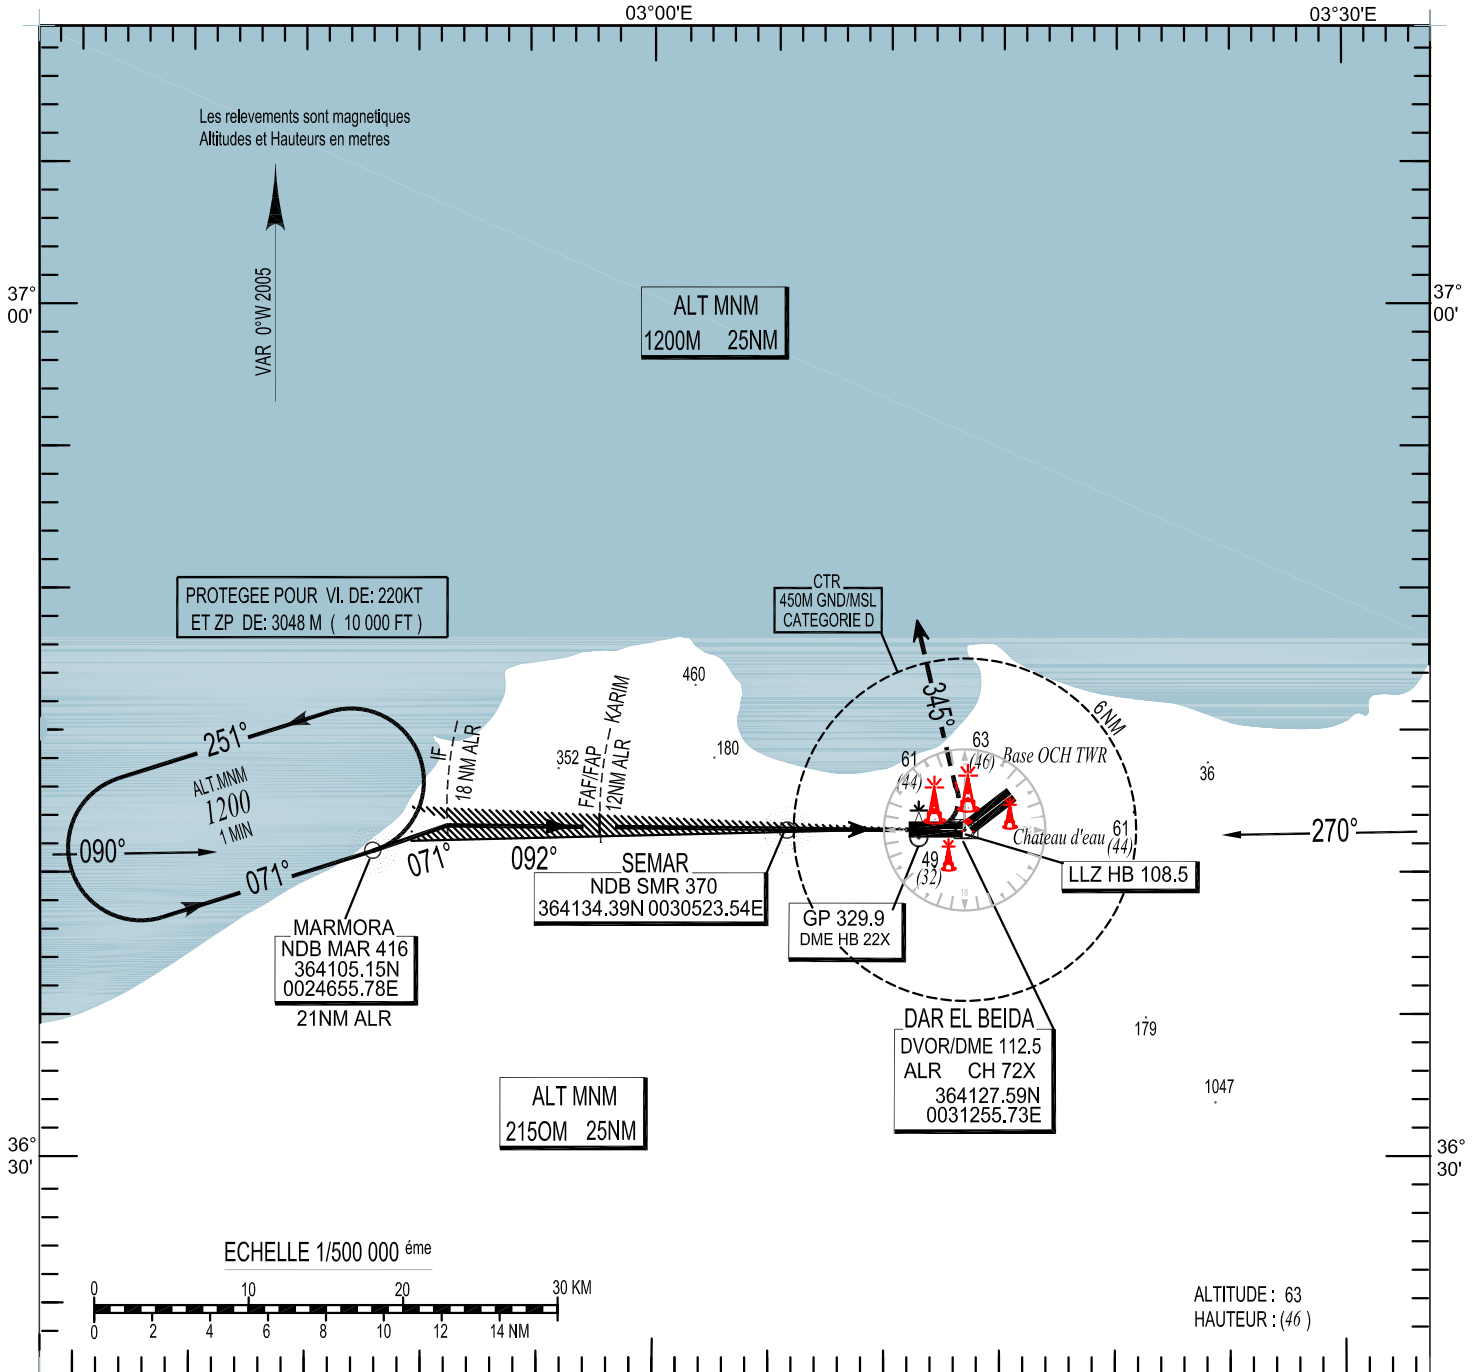 03°00'E
03°30'E
Les relevements sont magnetiques
Altitudes et Hauteurs en metres
VAR 0°W 2005
37°
00'
37°
00'
ALT MNM
1200M 25NM
PROTEGEE POUR VI. DE: 220KT
ET ZP DE: 3048 M ( 10 000 FT )
CTR
450M GND/MSL
CATEGORIE D
460
180
352
345°
6NM
36
251°
ALT.MNM
1200
1 MIN
090°
071°
IF
18 NM ALR
FAF/FAP
KARIM
12NM ALR
61
(44)
63
(46)
Base OCH TWR
Chateau d'eau
61
(44)
270°
071°
092°
49
(32)
18
SEMAR
NDB SMR 370
364134.39N 0030523.54E
LLZ HB 108.5
GP 329.9
DME HB 22X
MARMORA
NDB MAR 416
364105.15N
0024655.78E
21NM ALR
DAR EL BEIDA
DVOR/DME 112.5
ALR CH 72X
364127.59N
0031255.73E
179
1047
ALT MNM
215OM 25NM
36°
30'
36°
30'
ECHELLE 1/500 000 éme
0 10 20 30 KM
0 2 4 6 8 10 12 14 NM
ALTITUDE : 63
HAUTEUR : (46 )